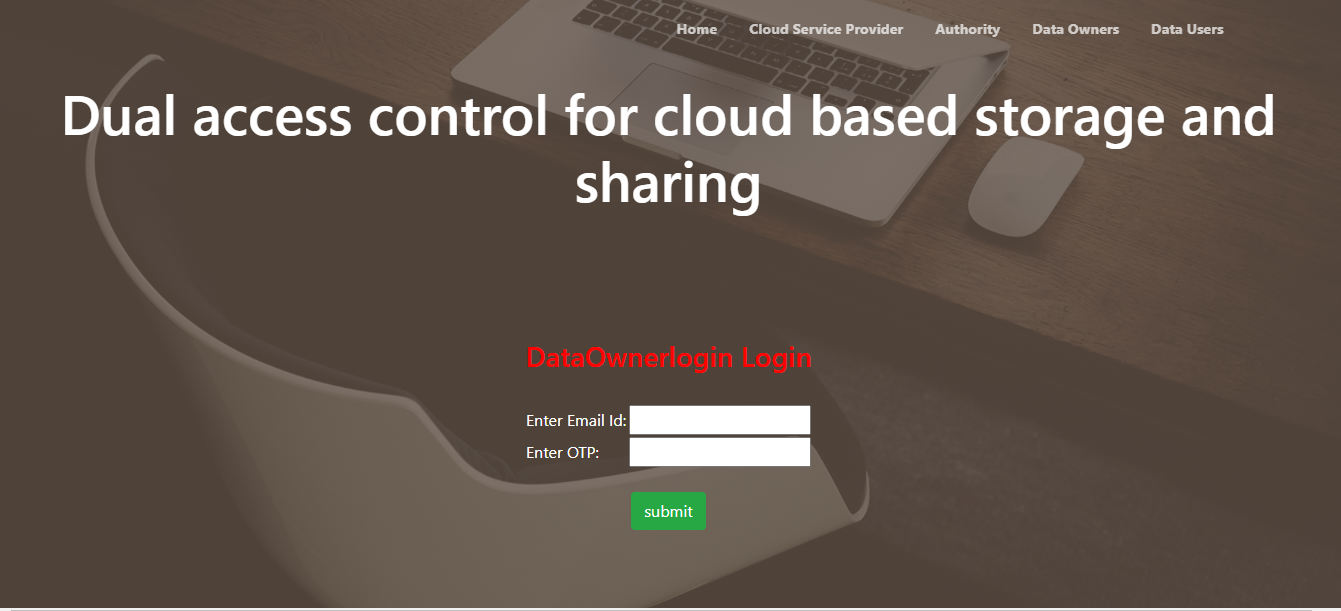 Home Cloud Service Provider Authority Data Owners Data Users
Dual access control for cloud based storage and
sharing
DataOwnerlogin Login
Enter Email Id:
Enter OTP:
submit